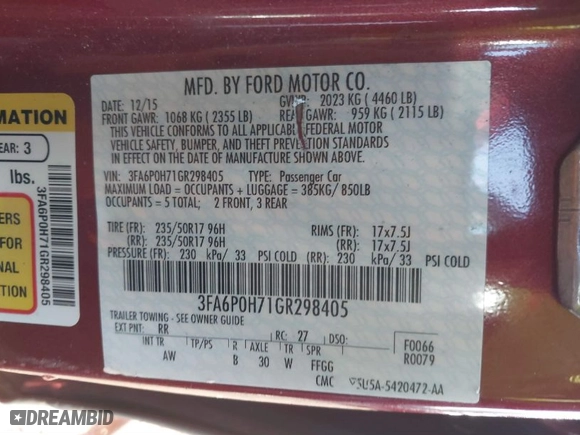 MFD. BY FORD MOTOR CO.
DATE: 12/15 GVWR: 2023 KG ( 4460 LB)
FRONT GAWR: 1068 KG ( 2355 LB) REAR GAWR: 959 KG ( 2115 LB)
THIS VEHICLE CONFORMS TO ALL APPLICABLE FEDERAL MOTOR
VEHICLE SAFETY, BUMPER, AND THEFT PREVENTION STANDARDS
IN EFFECT ON THE DATE OF MANUFACTURE SHOWN ABOVE.
VIN: 3FA6P0H71GR298405 TYPE: Passenger Car
MAXIMUM LOAD = OCCUPANTS + LUGGAGE = 385KG/ 850LB
OCCUPANTS = 5 TOTAL; 2 FRONT, 3 REAR
TIRE (FR): 235/50R17 96H RIMS (FR): 17x7.5J
(RR): 235/50R17 96H (RR): 17x7.5J
PRESSURE (FR): 230 kPa/ 33 PSI COLD (RR): 230 kPa/ 33 PSI COLD
3FA6P0H71GR298405
TRAILER TOWING - SEE OWNER GUIDE
EXT PNT: RR RC: 27 DSO: F0066
R0079
INT TR TP/PS R AXLE TR SPR
AW B 30 W FFGG
CMC 5U5A-5420472-AA
MATION
EAR: 3
lbs.
ERS
FOR
NAL
N
3FA6P0H71GR298405
DREAMBID